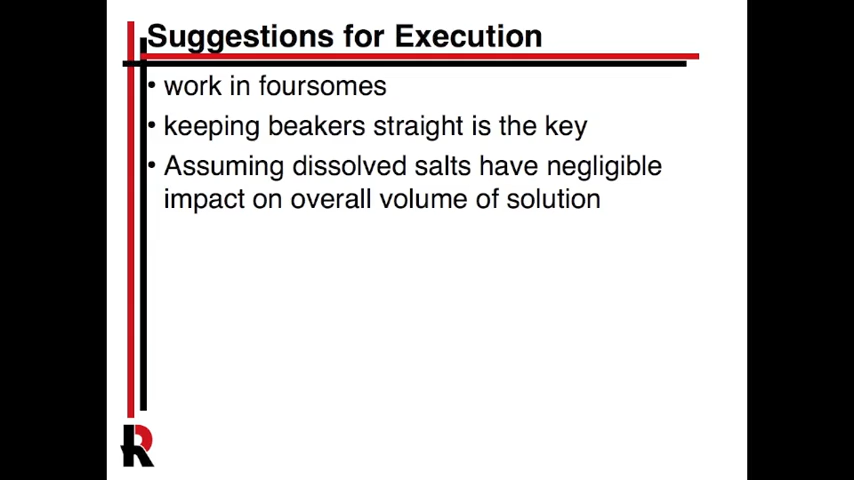 Suggestions for Execution
• work in foursomes
• keeping beakers straight is the key
• Assuming dissolved salts have negligible
impact on overall volume of solution
R